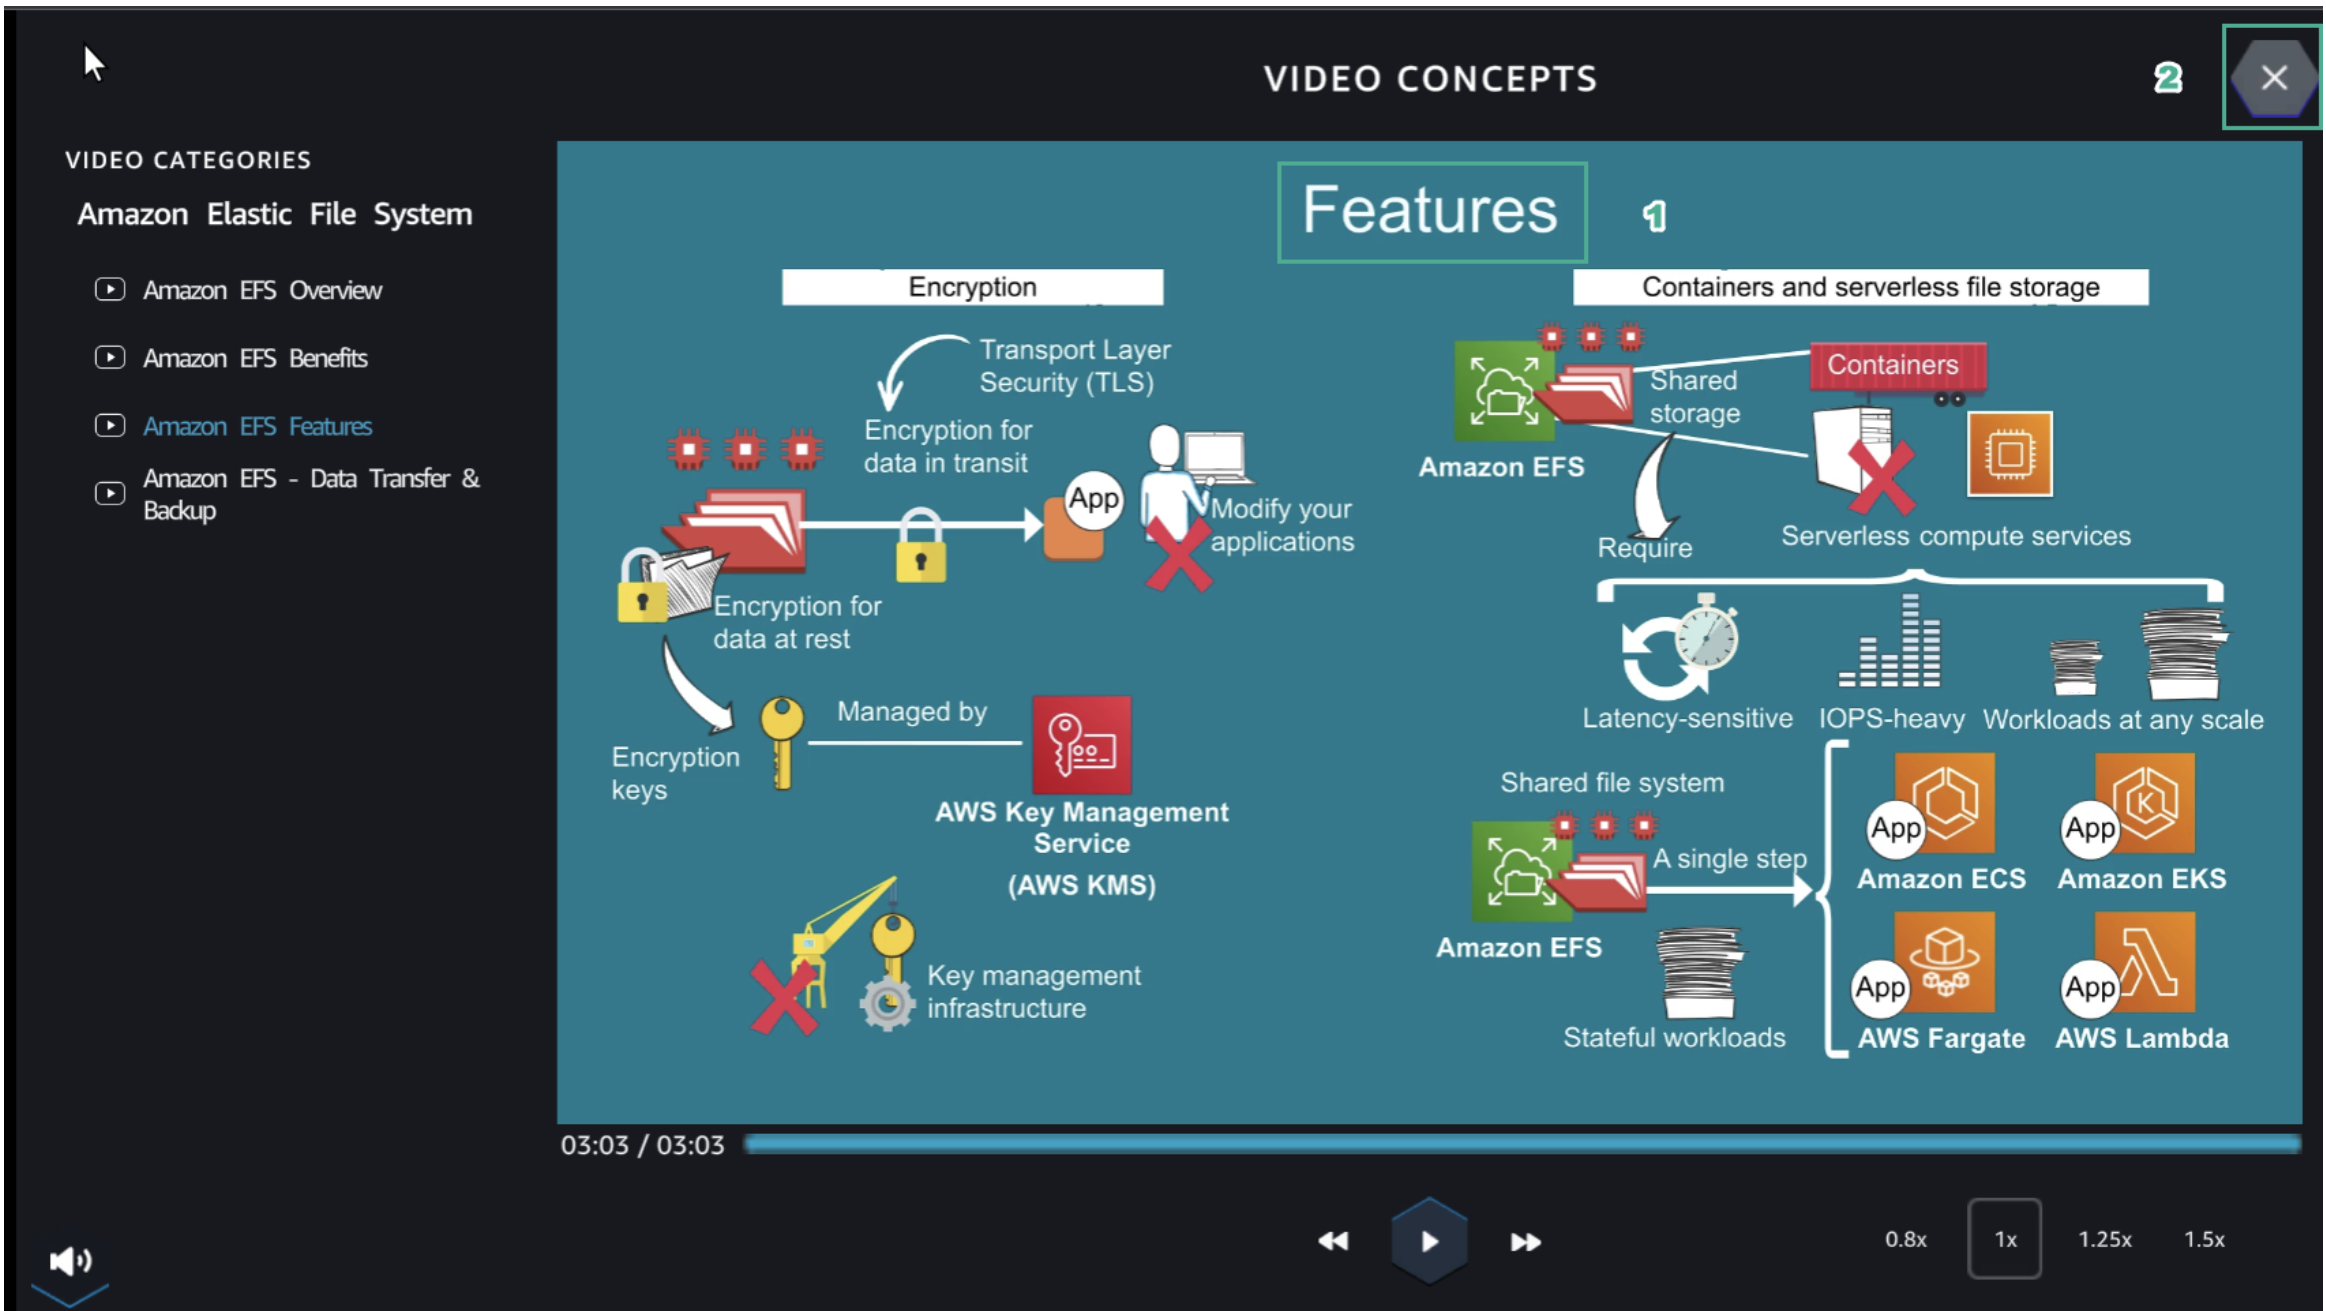 VIDEO CONCEPTS
2
VIDEO CATEGORIES
Amazon Elastic File System
Amazon EFS Overview
Amazon EFS Benefits
Amazon EFS Features
Amazon EFS - Data Transfer &
Backup
Features
1
Encryption
Transport Layer
Security (TLS)
Encryption for
data in transit
App
Modify your
applications
Encryption for
data at rest
Encryption
keys
Managed by
AWS Key Management
Service
(AWS KMS)
Key management
infrastructure
Containers and serverless file storage
Containers
Shared
storage
Amazon EFS
Require
Serverless compute services
Latency-sensitive
IOPS-heavy
Workloads at any scale
Shared file system
A single step
Amazon EFS
Stateful workloads
App
Amazon ECS
App
K
Amazon EKS
App
AWS Fargate
App
AWS Lambda
03:03 / 03:03
0.8x
1x
1.25x
1.5x